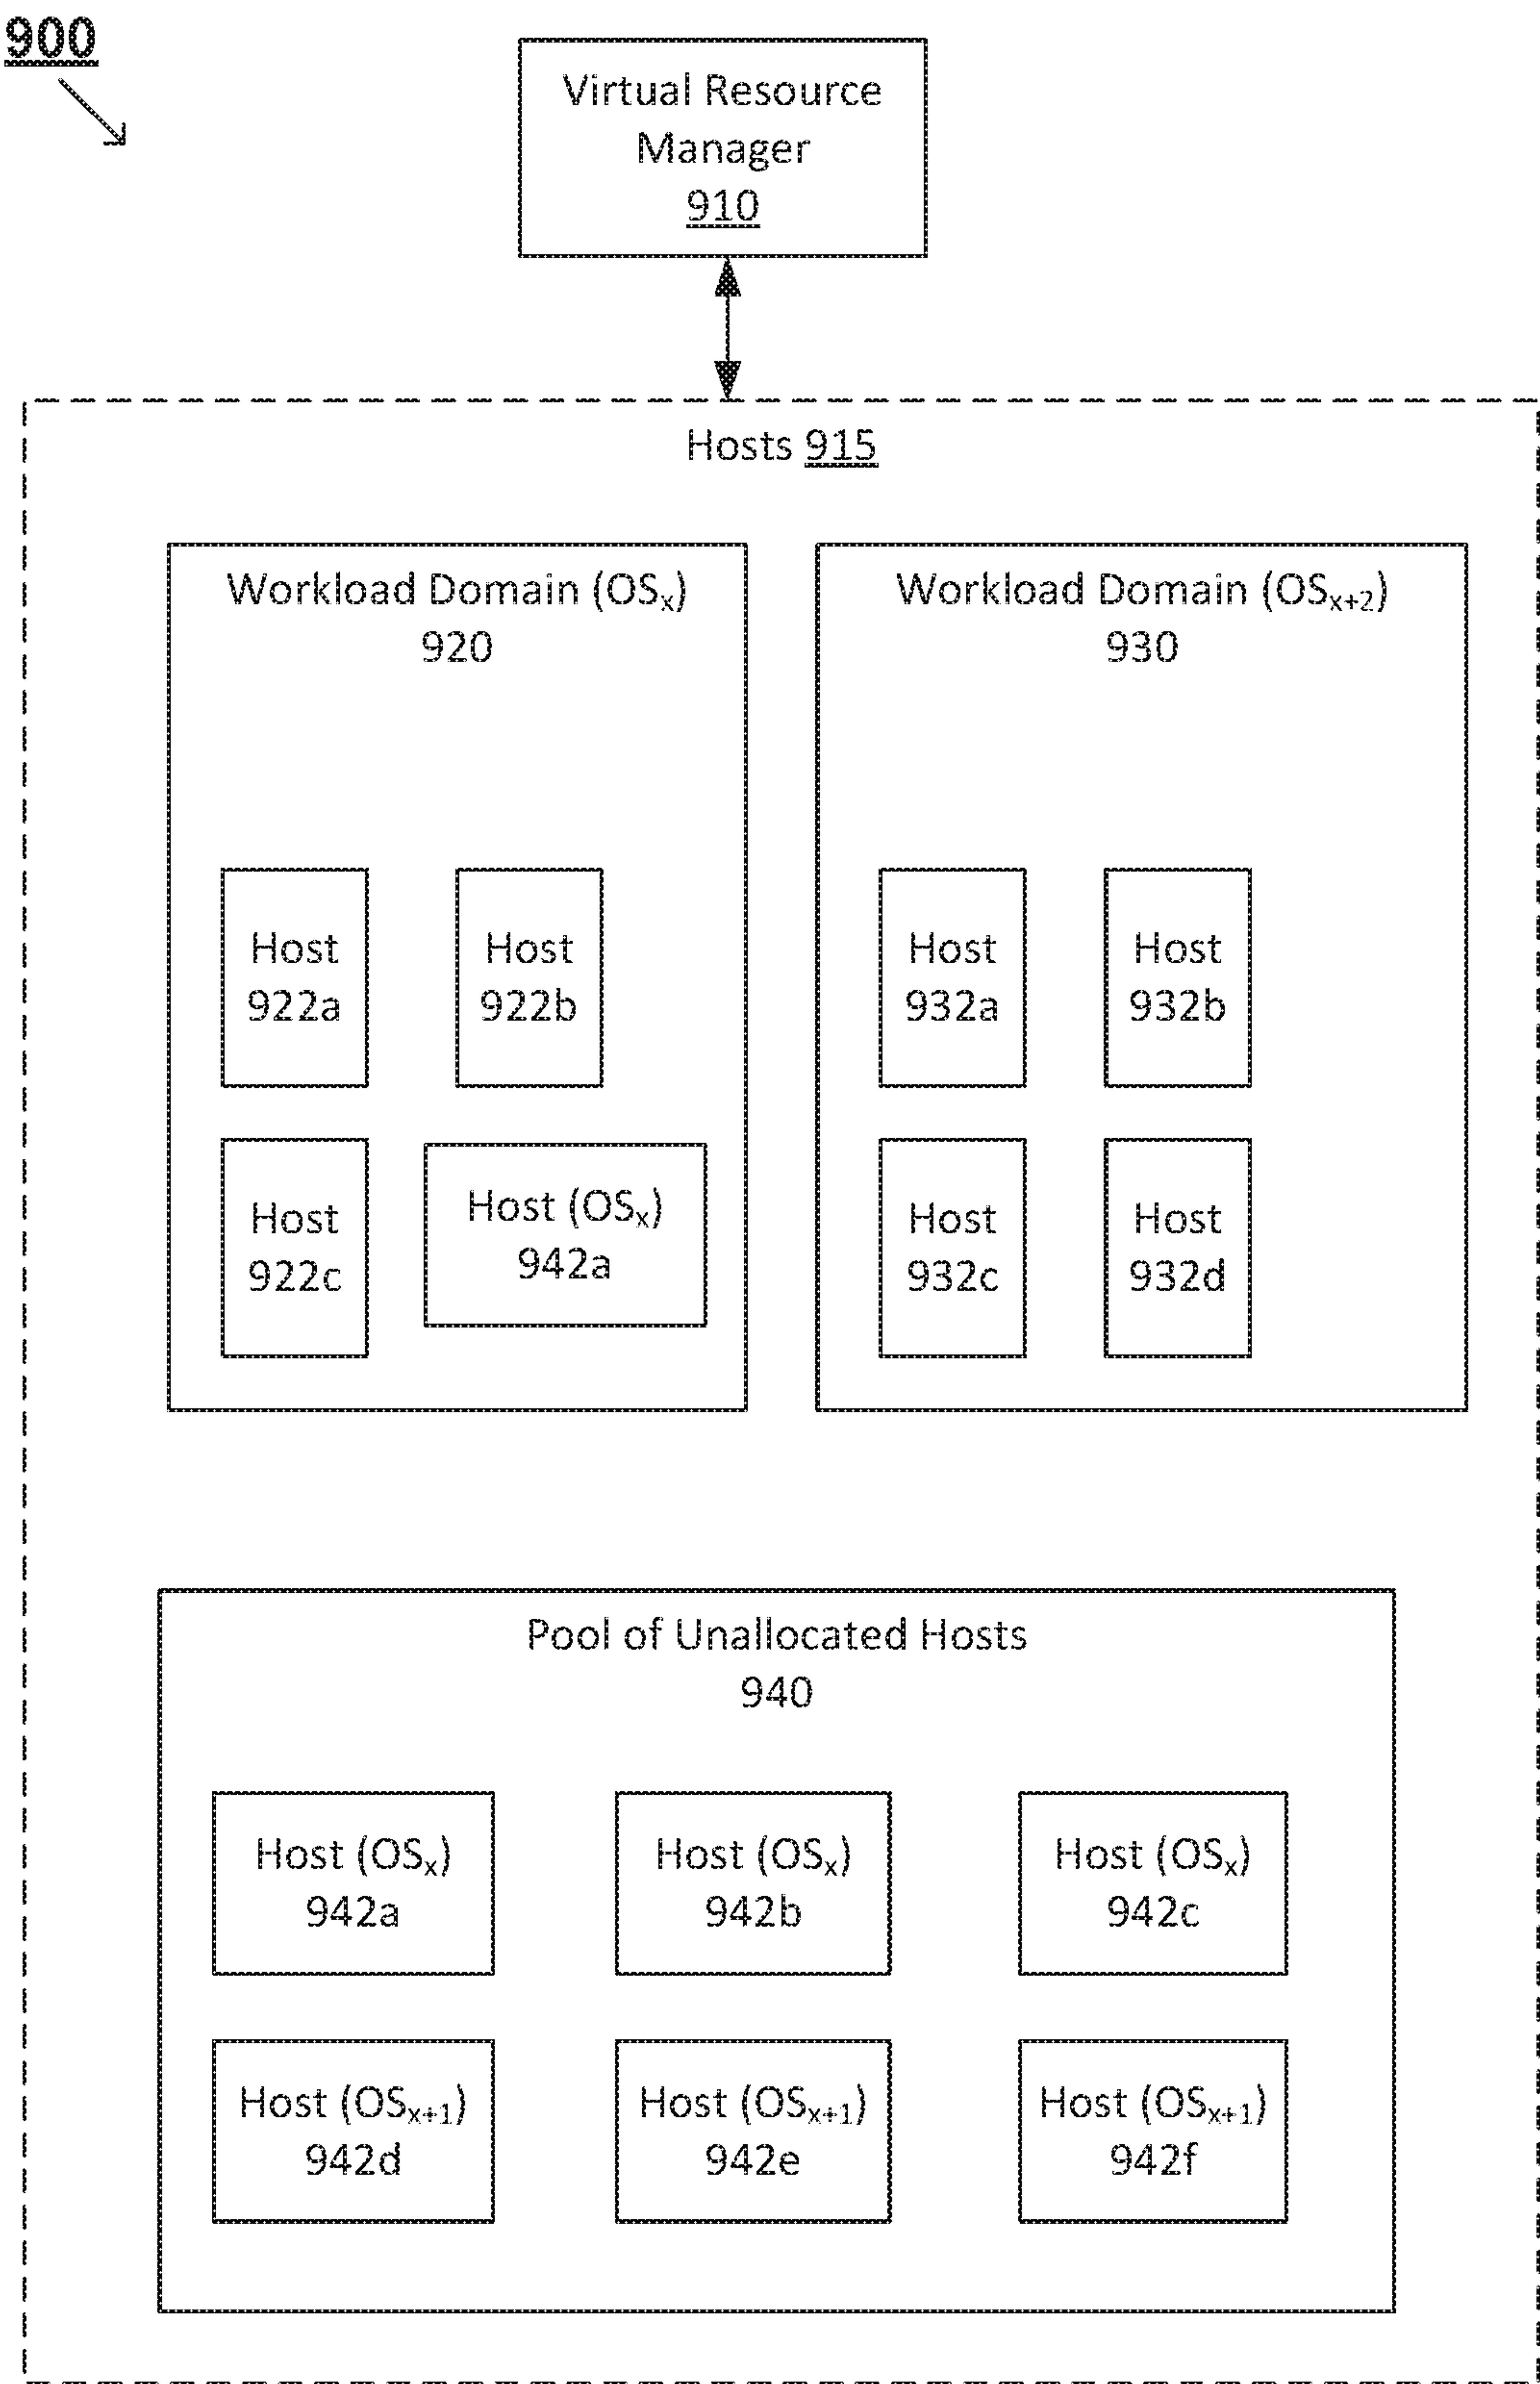 900
Virtual Resource
Manager
910
Hosts 915
Workload Domain (OSx)
920
Workload Domain (OSx+2)
930
Host
922a
Host
922b
Host
932a
Host
932b
Host
922c
Host (OSx)
942a
Host
932c
Host
932d
Pool of Unallocated Hosts
940
Host (OSx)
942a
Host (OSx)
942b
Host (OSx)
942c
Host (OSx+1)
942d
Host (OSx+1)
942e
Host (OSx+1)
942f